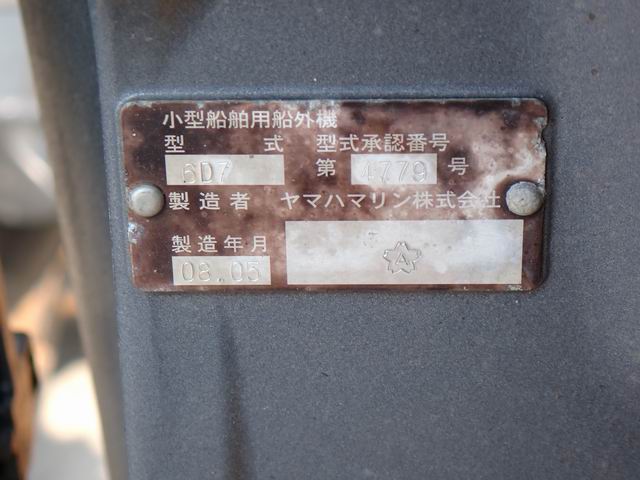 小型船舶用船外機
型式 型式承認番号
6D7 第 4779 号
製造者 ヤマハマリン株式会社
製造年月
08.05
A